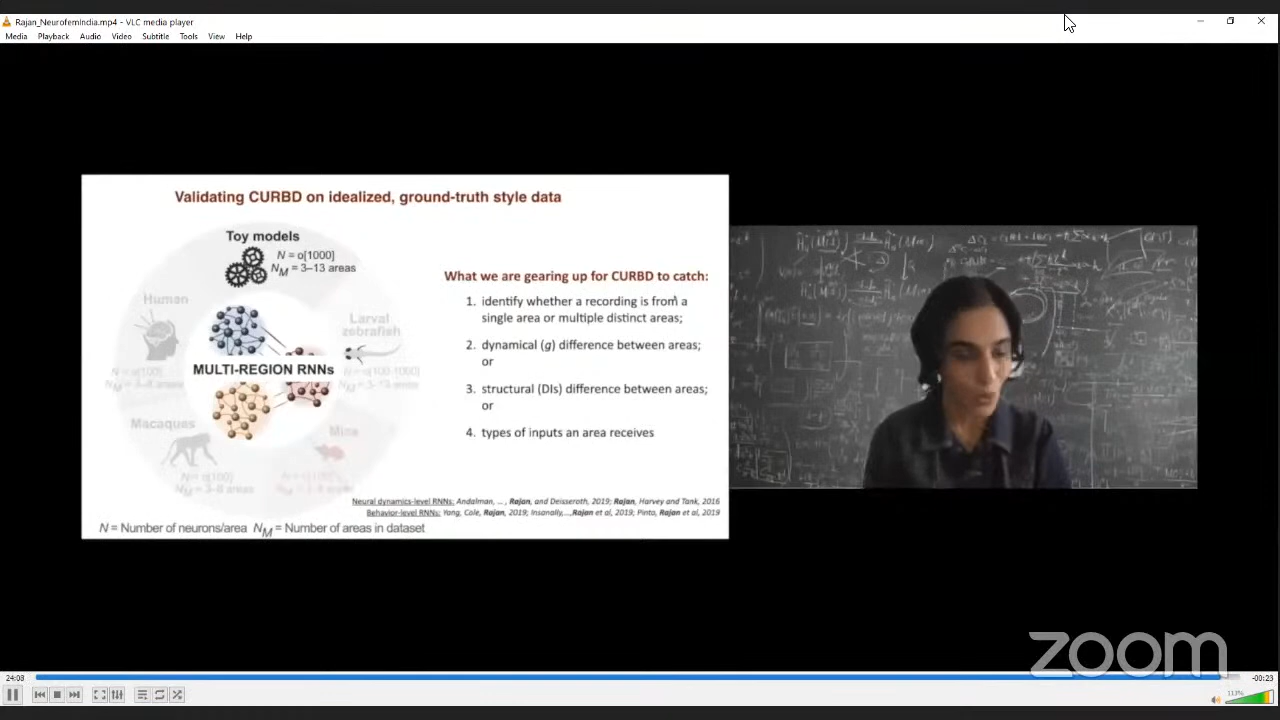 Rajan_NeurofemIndia.mp4 - VLC media player
Media Playback Audio Video Subtitle Tools View Help
Validating CURBD on idealized, ground-truth style data
Toy models
N = o[1000]
N_M = 3–13 areas
Human
Larval
zebrafish
MULTI-REGION RNNs
Macaques
Mice
What we are gearing up for CURBD to catch:
1. identify whether a recording is from a
single area or multiple distinct areas;
2. dynamical (g) difference between areas;
or
3. structural (DIs) difference between areas;
or
4. types of inputs an area receives
Neural dynamics-level RNNs: Andalman, ..., Rajan, and Deisseroth, 2019; Rajan, Harvey and Tank, 2016
Behavior-level RNNs: Yang, Cole, Rajan, 2019; Insanally,...,Rajan et al, 2019; Pinto, Rajan et al, 2019
N = Number of neurons/area N_M = Number of areas in dataset
zoom
24:08
-00:23
113%